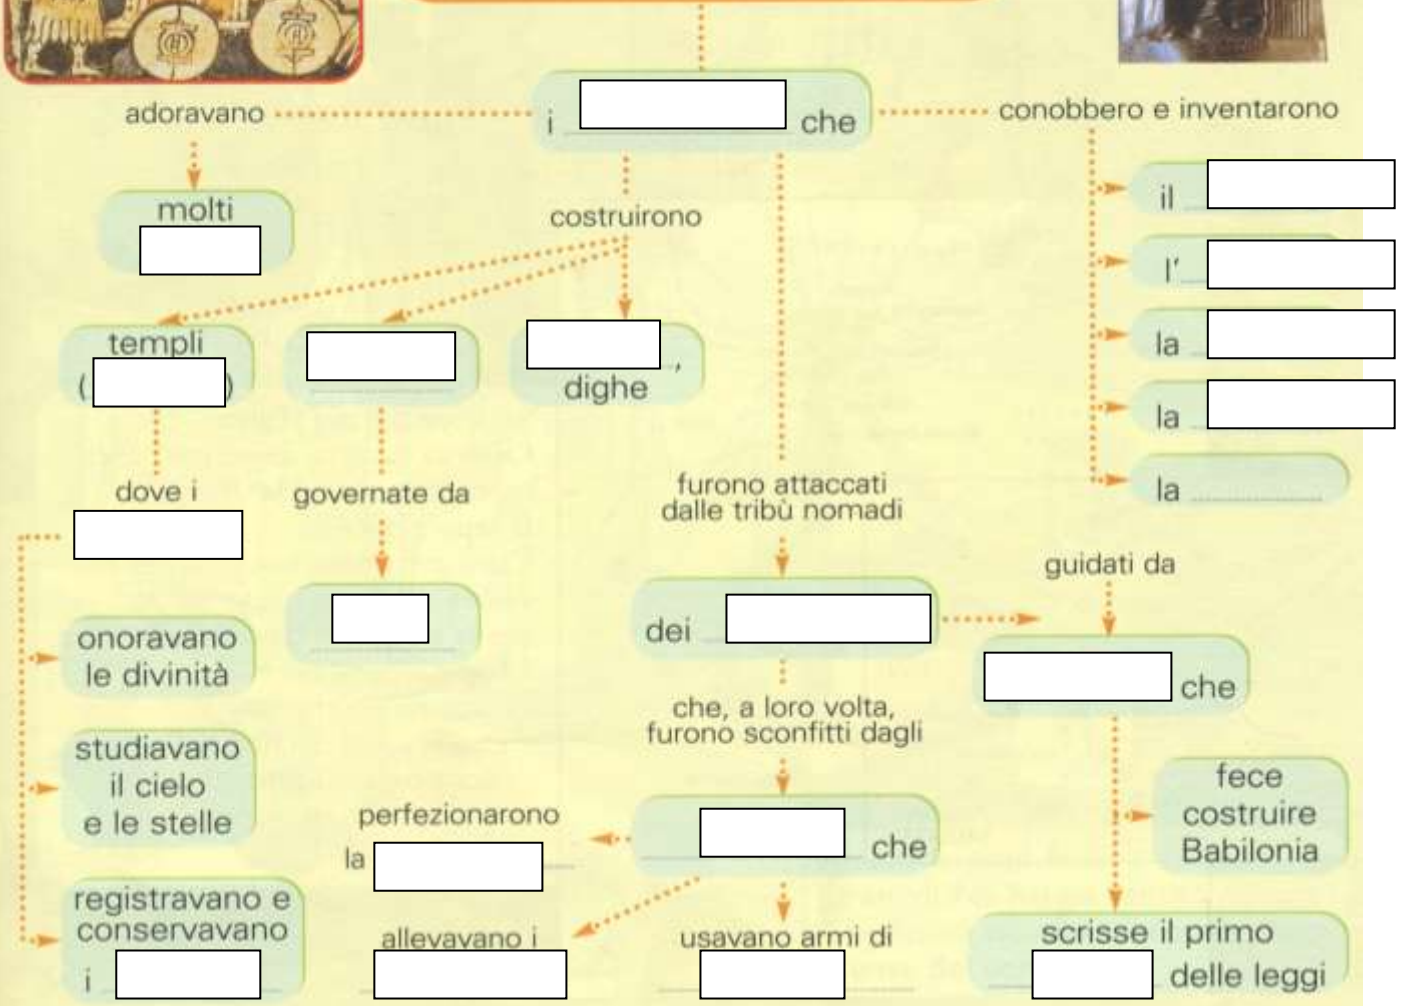 adoravano
i
che
conobbero e inventarono
molti
costruirono
il
l'
la
la
la
templi
(
)
,
dighe
dove i
governate da
furono attaccati
dalle tribù nomadi
guidati da
onoravano
le divinità
dei
che
che, a loro volta,
furono sconfitti dagli
studiavano
il cielo
e le stelle
fece
costruire
Babilonia
perfezionarono
la
che
registravano e
conservavano
i
allevavano i
usavano armi di
scrisse il primo
delle leggi